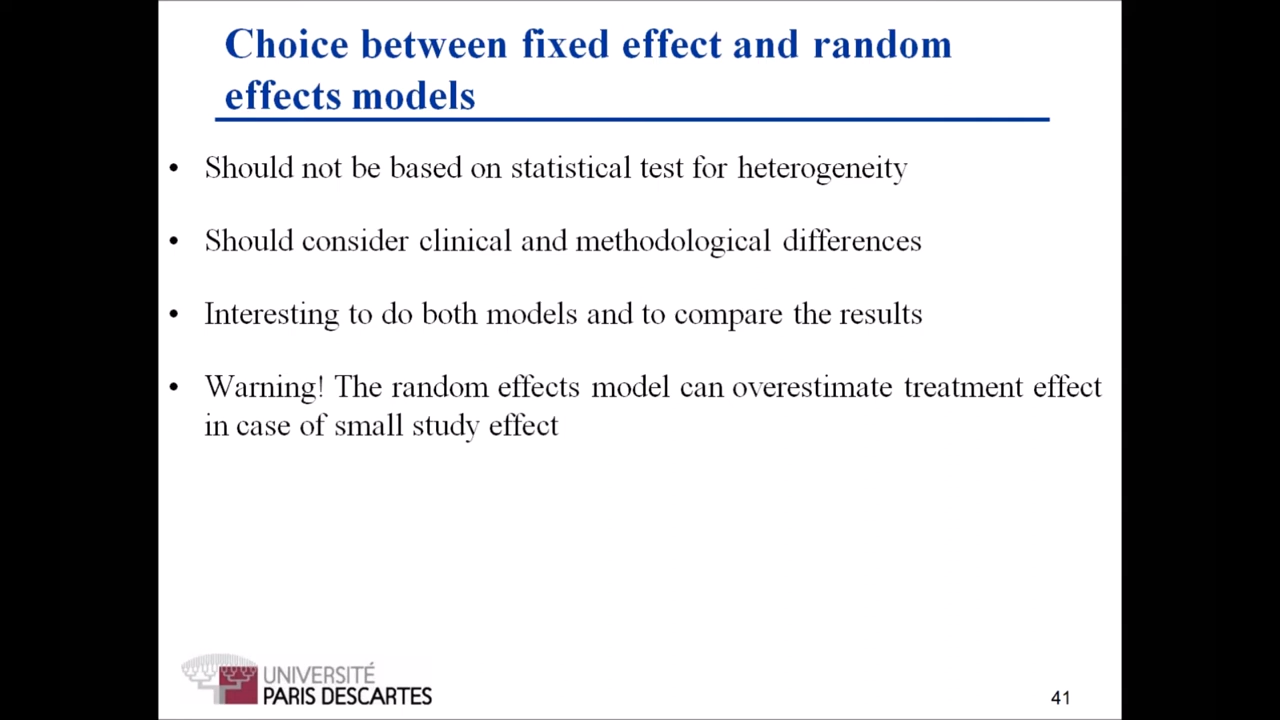 Choice between fixed effect and random
effects models
• Should not be based on statistical test for heterogeneity
• Should consider clinical and methodological differences
• Interesting to do both models and to compare the results
• Warning! The random effects model can overestimate treatment effect
in case of small study effect
UNIVERSITÉ
PARIS DESCARTES
41